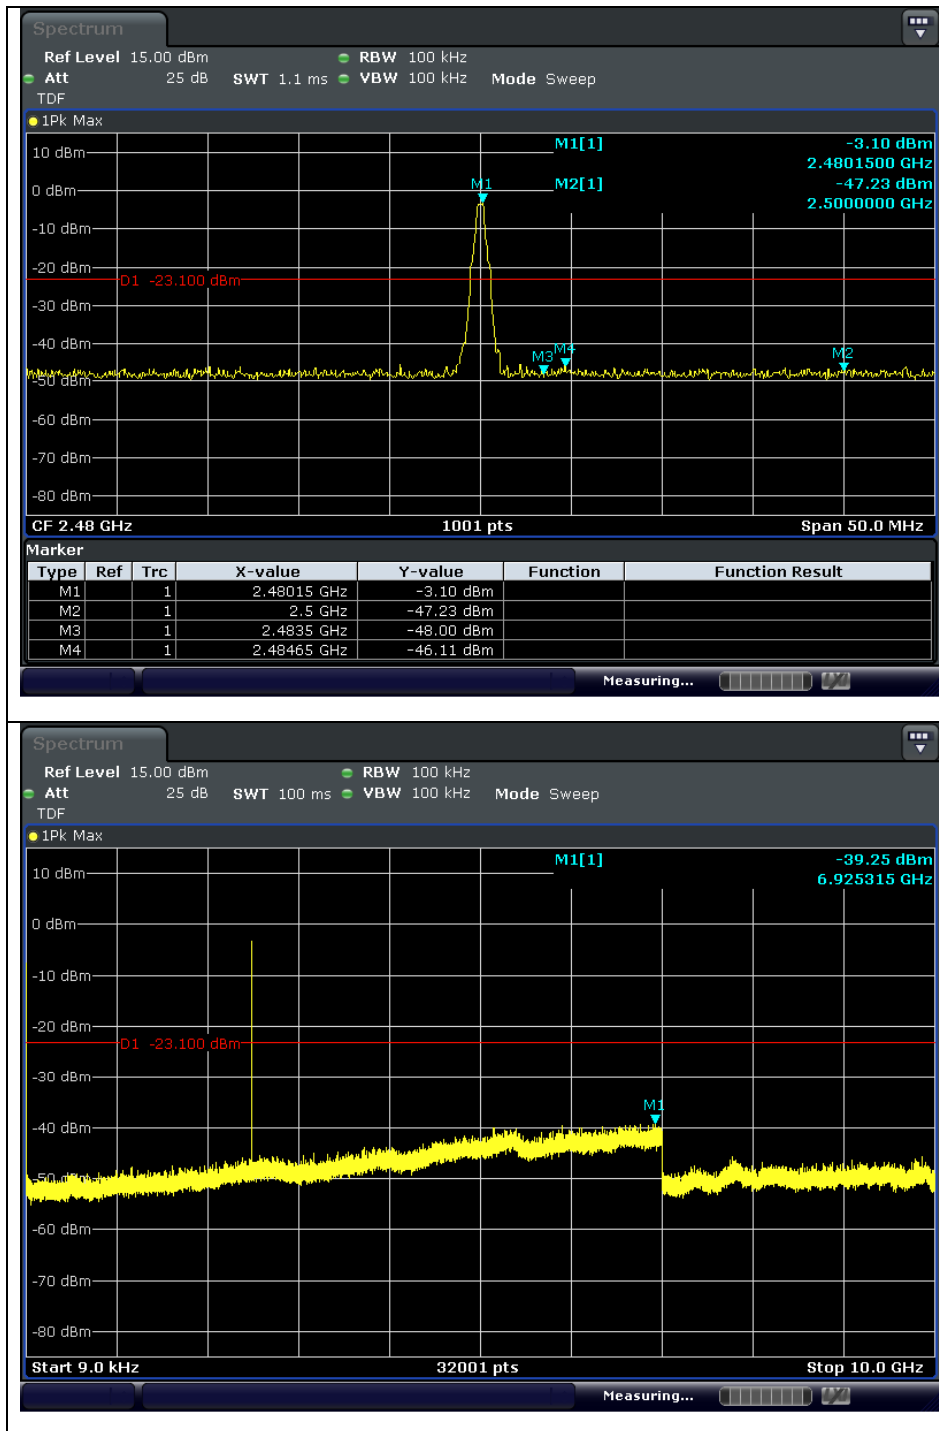 Spectrum
Ref Level 15.00 dBm RBW 100 kHz
Att 25 dB SWT 1.1 ms VBW 100 kHz Mode Sweep
TDF
1Pk Max
M1[1] -3.10 dBm
2.4801500 GHz
M2[1] -47.23 dBm
2.5000000 GHz
10 dBm
0 dBm
M1
-10 dBm
-20 dBm
D1 -23.100 dBm
-30 dBm
-40 dBm
M3 M4 M2
-50 dBm
-60 dBm
-70 dBm
-80 dBm
CF 2.48 GHz 1001 pts Span 50.0 MHz
Marker
Type Ref Trc X-value Y-value Function Function Result
M1 1 2.48015 GHz -3.10 dBm
M2 1 2.5 GHz -47.23 dBm
M3 1 2.4835 GHz -48.00 dBm
M4 1 2.48465 GHz -46.11 dBm
Measuring...
Spectrum
Ref Level 15.00 dBm RBW 100 kHz
Att 25 dB SWT 100 ms VBW 100 kHz Mode Sweep
TDF
1Pk Max
M1[1] -39.25 dBm
6.925315 GHz
10 dBm
0 dBm
-10 dBm
-20 dBm
D1 -23.100 dBm
-30 dBm
M1
-40 dBm
-50 dBm
-60 dBm
-70 dBm
-80 dBm
Start 9.0 kHz 32001 pts Stop 10.0 GHz
Measuring...